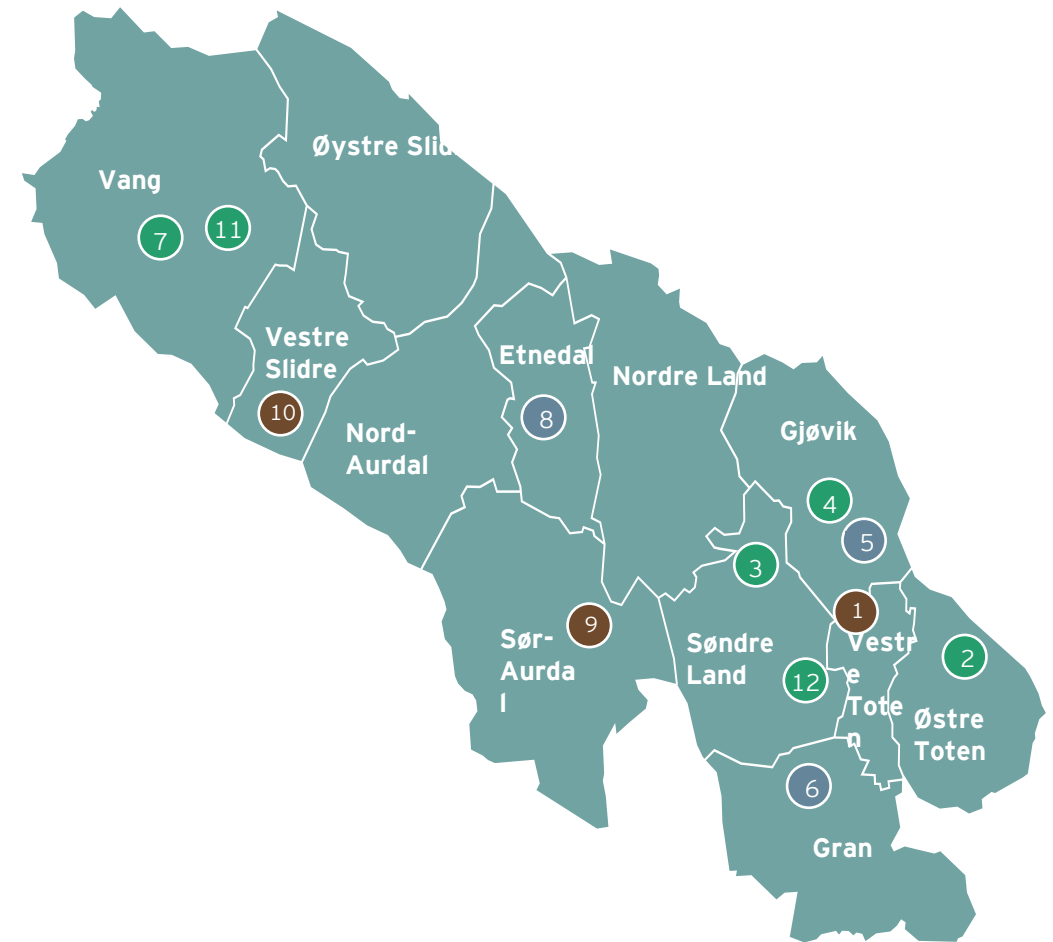 Øystre Slid
Vang
7
11
Vestre
Slidre
10
Etnedal
8
Nordre Land
Nord-
Aurdal
Gjøvik
4
5
3
1
9
Sør-
Aurda
l
Søndre
Land
12
Vestr
e
Tote
n
2
Østre
Toten
6
Gran